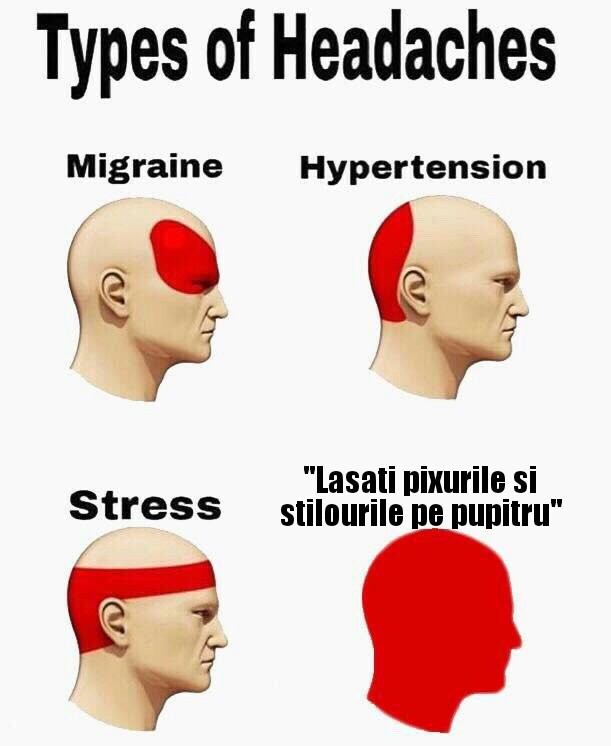 Types of Headaches
Migraine
Hypertension
Stress
"Lasati pixurile si
stilourile pe pupitru"